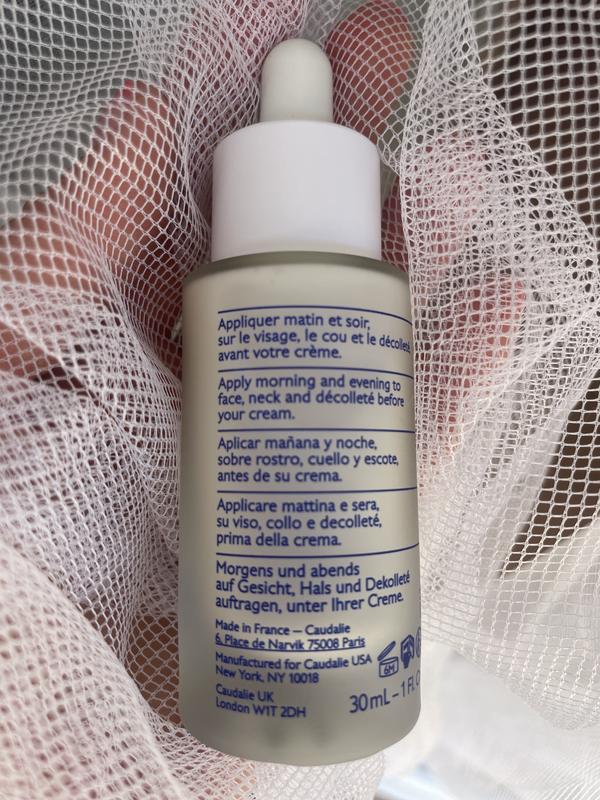 Appliquer matin et soir,
sur le visage, le cou et le décolleté
avant votre crème.
Apply morning and evening to
face, neck and décolleté before
your cream.
Aplicar mañana y noche,
sobre rostro, cuello y escote,
antes de su crema.
Applicare mattina e sera,
su viso, collo e decolleté,
prima della crema.
Morgens und abends
auf Gesicht, Hals und Dekolleté
auftragen, unter Ihrer Creme.
Made in France – Caudalie
6, Place de Narvik 75008 Paris
Manufactured for Caudalie USA
New York, NY 10018
Caudalie UK
London W1T 2DH
6M
30 mL – 1 FL